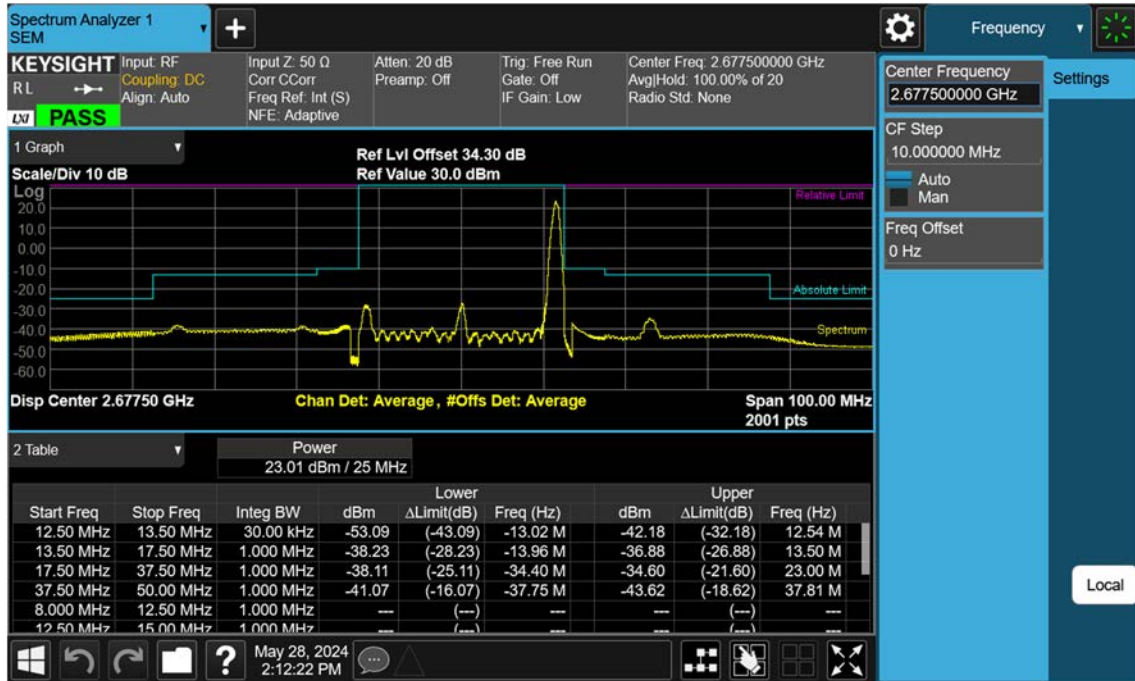 Spectrum Analyzer 1
SEM
Frequency
KEYSIGHT
Input: RF
Coupling: DC
Align: Auto
Input Z: 50 Ω
Corr CCorr
Freq Ref: Int (S)
NFE: Adaptive
Atten: 20 dB
Preamp: Off
Trig: Free Run
Gate: Off
IF Gain: Low
Center Freq: 2.677500000 GHz
Avg|Hold: 100.00% of 20
Radio Std: None
R L
LXI
PASS
Center Frequency
2.677500000 GHz
Settings
CF Step
10.000000 MHz
Auto
Man
Freq Offset
0 Hz
Local
1 Graph
Ref Lvl Offset 34.30 dB
Scale/Div 10 dB
Ref Value 30.0 dBm
Log
Relative Limit
20.0
10.0
0.00
-10.0
-20.0
Absolute Limit
-30.0
-40.0
Spectrum
-50.0
-60.0
Disp Center 2.67750 GHz
Chan Det: Average, #Offs Det: Average
Span 100.00 MHz
2001 pts
2 Table
Power
23.01 dBm / 25 MHz
Lower Upper
Start Freq Stop Freq Integ BW dBm ΔLimit(dB) Freq (Hz) dBm ΔLimit(dB) Freq (Hz)
12.50 MHz 13.50 MHz 30.00 kHz -53.09 (-43.09) -13.02 M -42.18 (-32.18) 12.54 M
13.50 MHz 17.50 MHz 1.000 MHz -38.23 (-28.23) -13.96 M -36.88 (-26.88) 13.50 M
17.50 MHz 37.50 MHz 1.000 MHz -38.11 (-25.11) -34.40 M -34.60 (-21.60) 23.00 M
37.50 MHz 50.00 MHz 1.000 MHz -41.07 (-16.07) -37.75 M -43.62 (-18.62) 37.81 M
8.000 MHz 12.50 MHz 1.000 MHz --- (---) --- --- (---) ---
12.50 MHz 15.00 MHz 1.000 MHz --- (---) --- --- (---) ---
?
May 28, 2024
2:12:22 PM